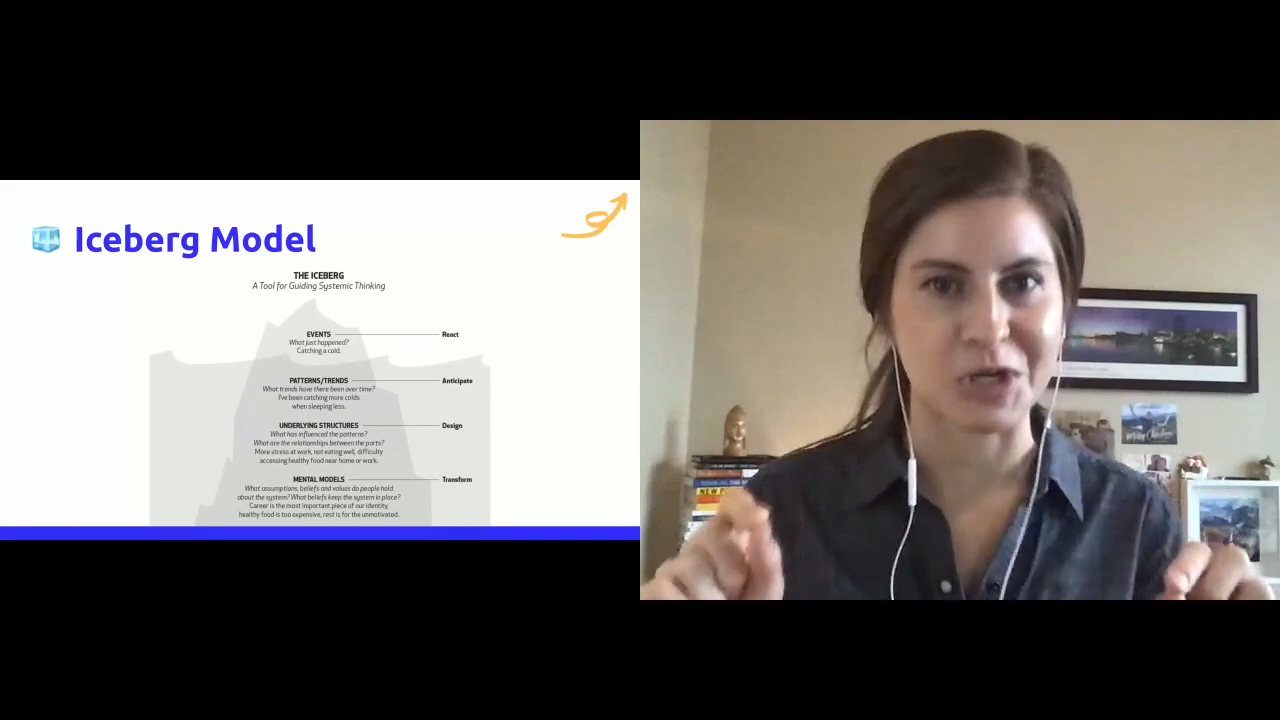 Iceberg Model
THE ICEBERG
A Tool for Guiding Systemic Thinking
EVENTS
React
What just happened?
Catching a cold.
PATTERNS/TRENDS
Anticipate
What trends have there been over time?
I've been catching more colds
when sleeping less.
UNDERLYING STRUCTURES
Design
What has influenced the patterns?
What are the relationships between the parts?
More stress at work, not eating well, difficulty
accessing healthy food near home or work.
MENTAL MODELS
Transform
What assumptions, beliefs and values do people hold
about the system? What beliefs keep the system in place?
Career is the most important piece of our identity,
healthy food is too expensive, rest is for the unmotivated.
NEW